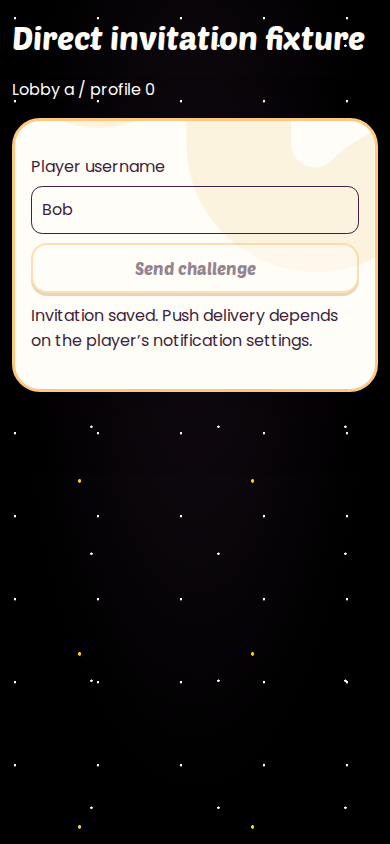 Direct invitation fixture
Lobby a / profile 0
Player username
Bob
Send challenge
Invitation saved. Push delivery depends
on the player’s notification settings.